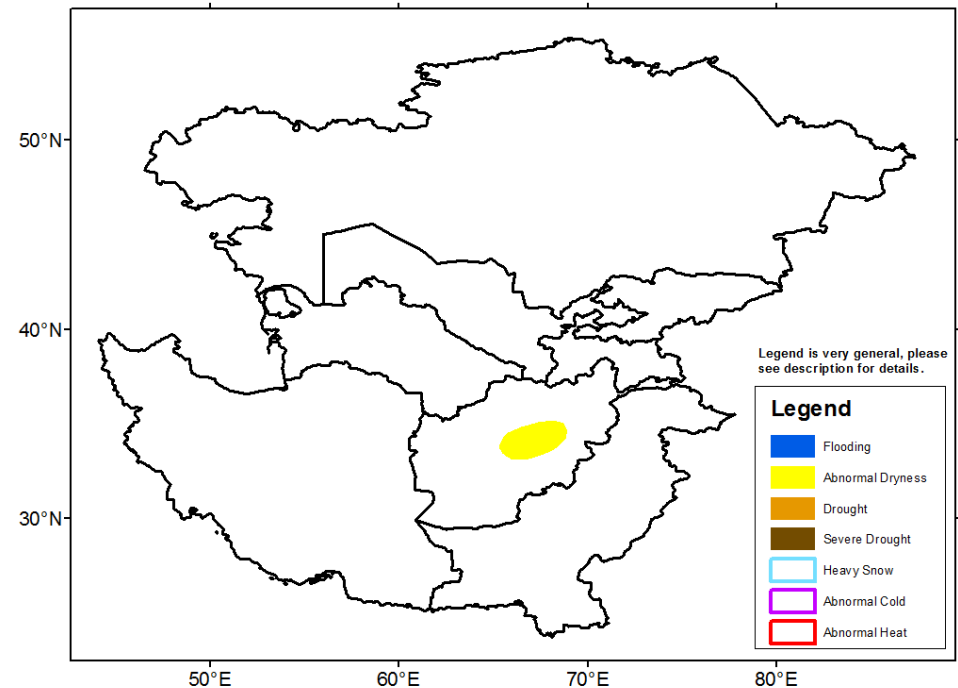 50°N
40°N
30°N
Legend is very general, please
see description for details.
Legend
Flooding
Abnormal Dryness
Drought
Severe Drought
Heavy Snow
Abnormal Cold
Abnormal Heat
50°E
60°E
70°E
80°E